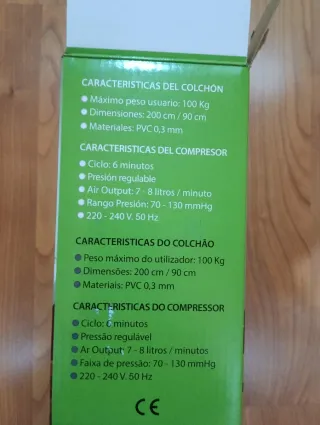 CARACTERISTICAS DEL COLCHÓN
Máximo peso usuario: 100 Kg
Dimensiones: 200 cm / 90 cm
Materiales: PVC 0,3 mm
CARACTERISTICAS DEL COMPRESOR
Ciclo: 6 minutos
Presión regulable
Air Output: 7 - 8 litros / minuto
Rango Presión: 70 - 130 mmHg
220 - 240 V. 50 Hz
CARACTERISTICAS DO COLCHÃO
Peso máximo do utilizador: 100 Kg
Dimensões: 200 cm / 90 cm
Materiais: PVC 0,3 mm
CARACTERISTICAS DO COMPRESSOR
Ciclo: 6 minutos
Pressão regulável
Ar Output: 7 - 8 litros / minuto
Faixa de pressão: 70 - 130 mmHg
220 - 240 V. 50 Hz
CE